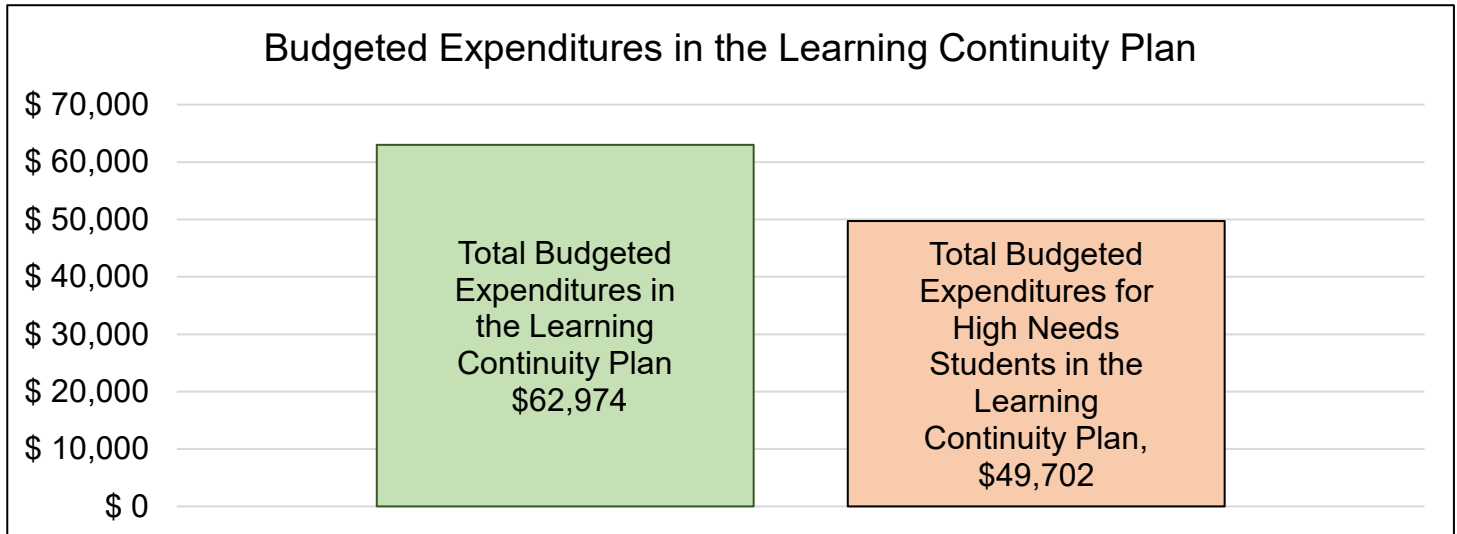 Budgeted Expenditures in the Learning Continuity Plan
$ 70,000
$ 60,000
$ 50,000
$ 40,000
$ 30,000
$ 20,000
$ 10,000
$ 0
Total Budgeted
Expenditures in
the Learning
Continuity Plan
$62,974
Total Budgeted
Expenditures for
High Needs
Students in the
Learning
Continuity Plan,
$49,702